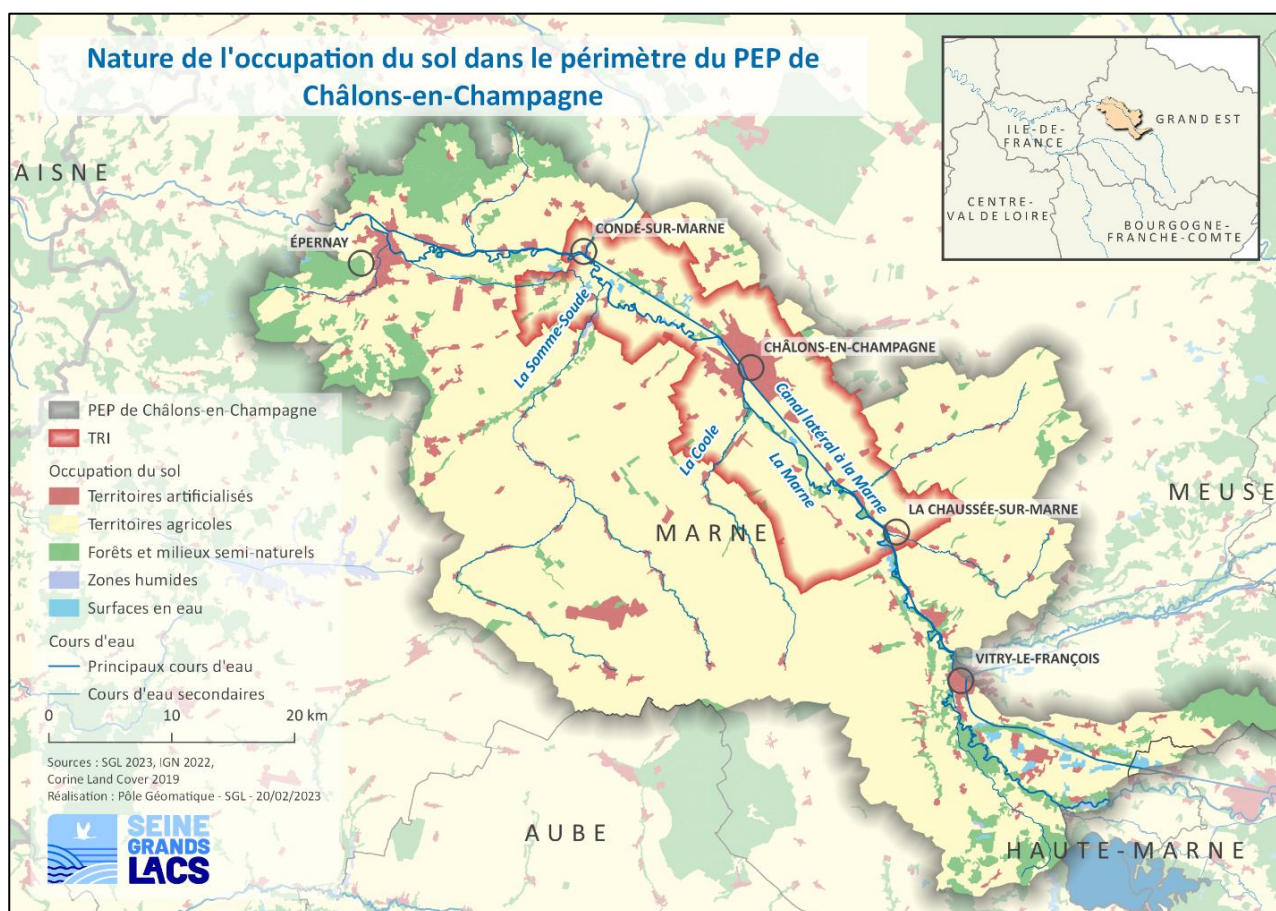 Nature de l'occupation du sol dans le périmètre du PEP de
Châlons-en-Champagne
GRAND EST
ILE-DE-
FRANCE
CENTRE-
VAL DE LOIRE
BOURGOGNE-
FRANCHE-COMTE
AISNE
ÉPERNAY
CONDÉ-SUR-MARNE
La Somme-Soude
CHÂLONS-EN-CHAMPAGNE
Canal latéral à la Marne
La Coole
La Marne
MEUSE
LA CHAUSSÉE-SUR-MARNE
MARNE
VITRY-LE-FRANÇOIS
AUBE
HAUTE-MARNE
PEP de Châlons-en-Champagne
TRI
Occupation du sol
Territoires artificialisés
Territoires agricoles
Forêts et milieux semi-naturels
Zones humides
Surfaces en eau
Cours d'eau
Principaux cours d'eau
Cours d'eau secondaires
0 10 20 km
Sources : SGL 2023, IGN 2022,
Corine Land Cover 2019
Réalisation : Pôle Géomatique - SGL - 20/02/2023
SEINE
GRANDS
LACS